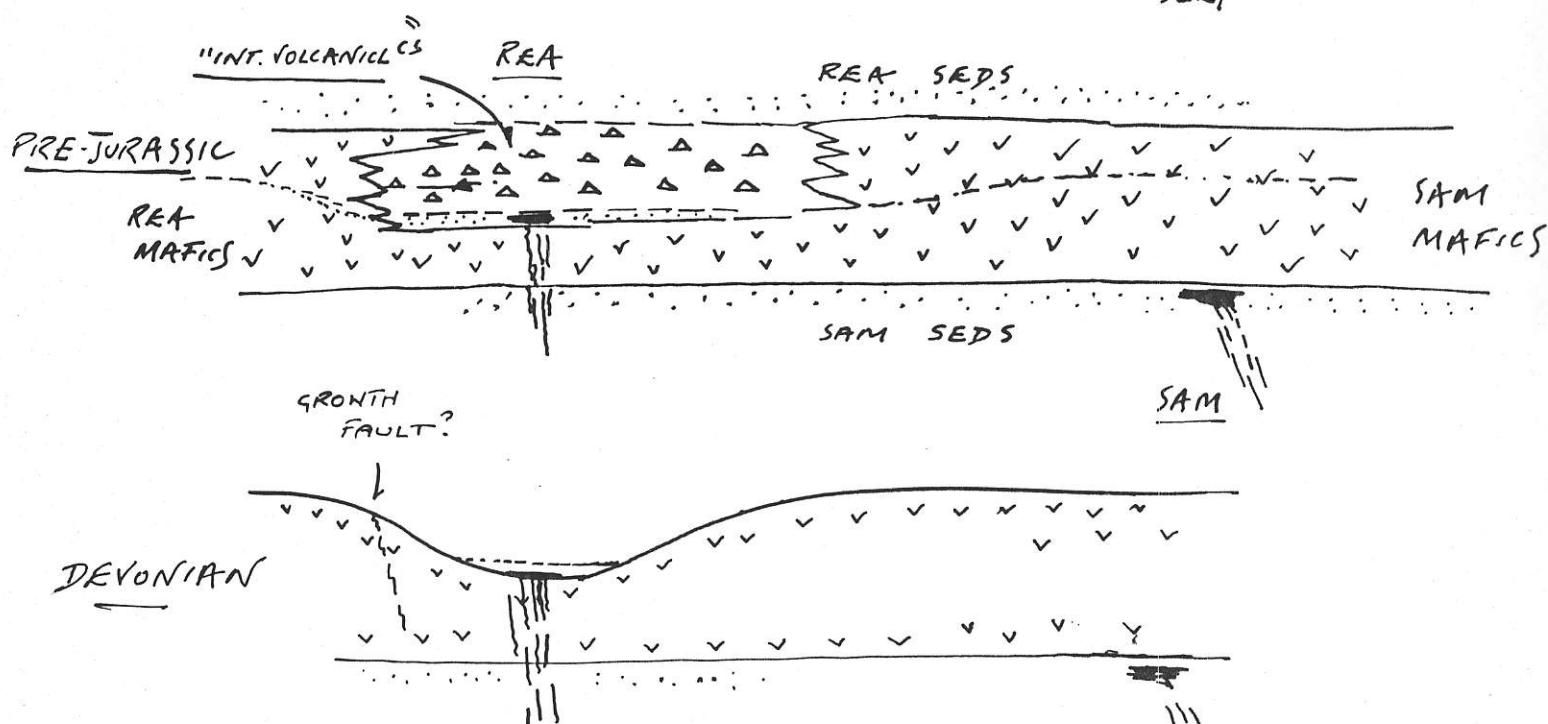 "INT. VOLCANICLCS"
REA
REA SEDS
PRE-JURASSIC
REA
MAFICS
SAM
MAFICS
SAM SEDS
SAM
GROWTH
FAULT?
DEVONIAN